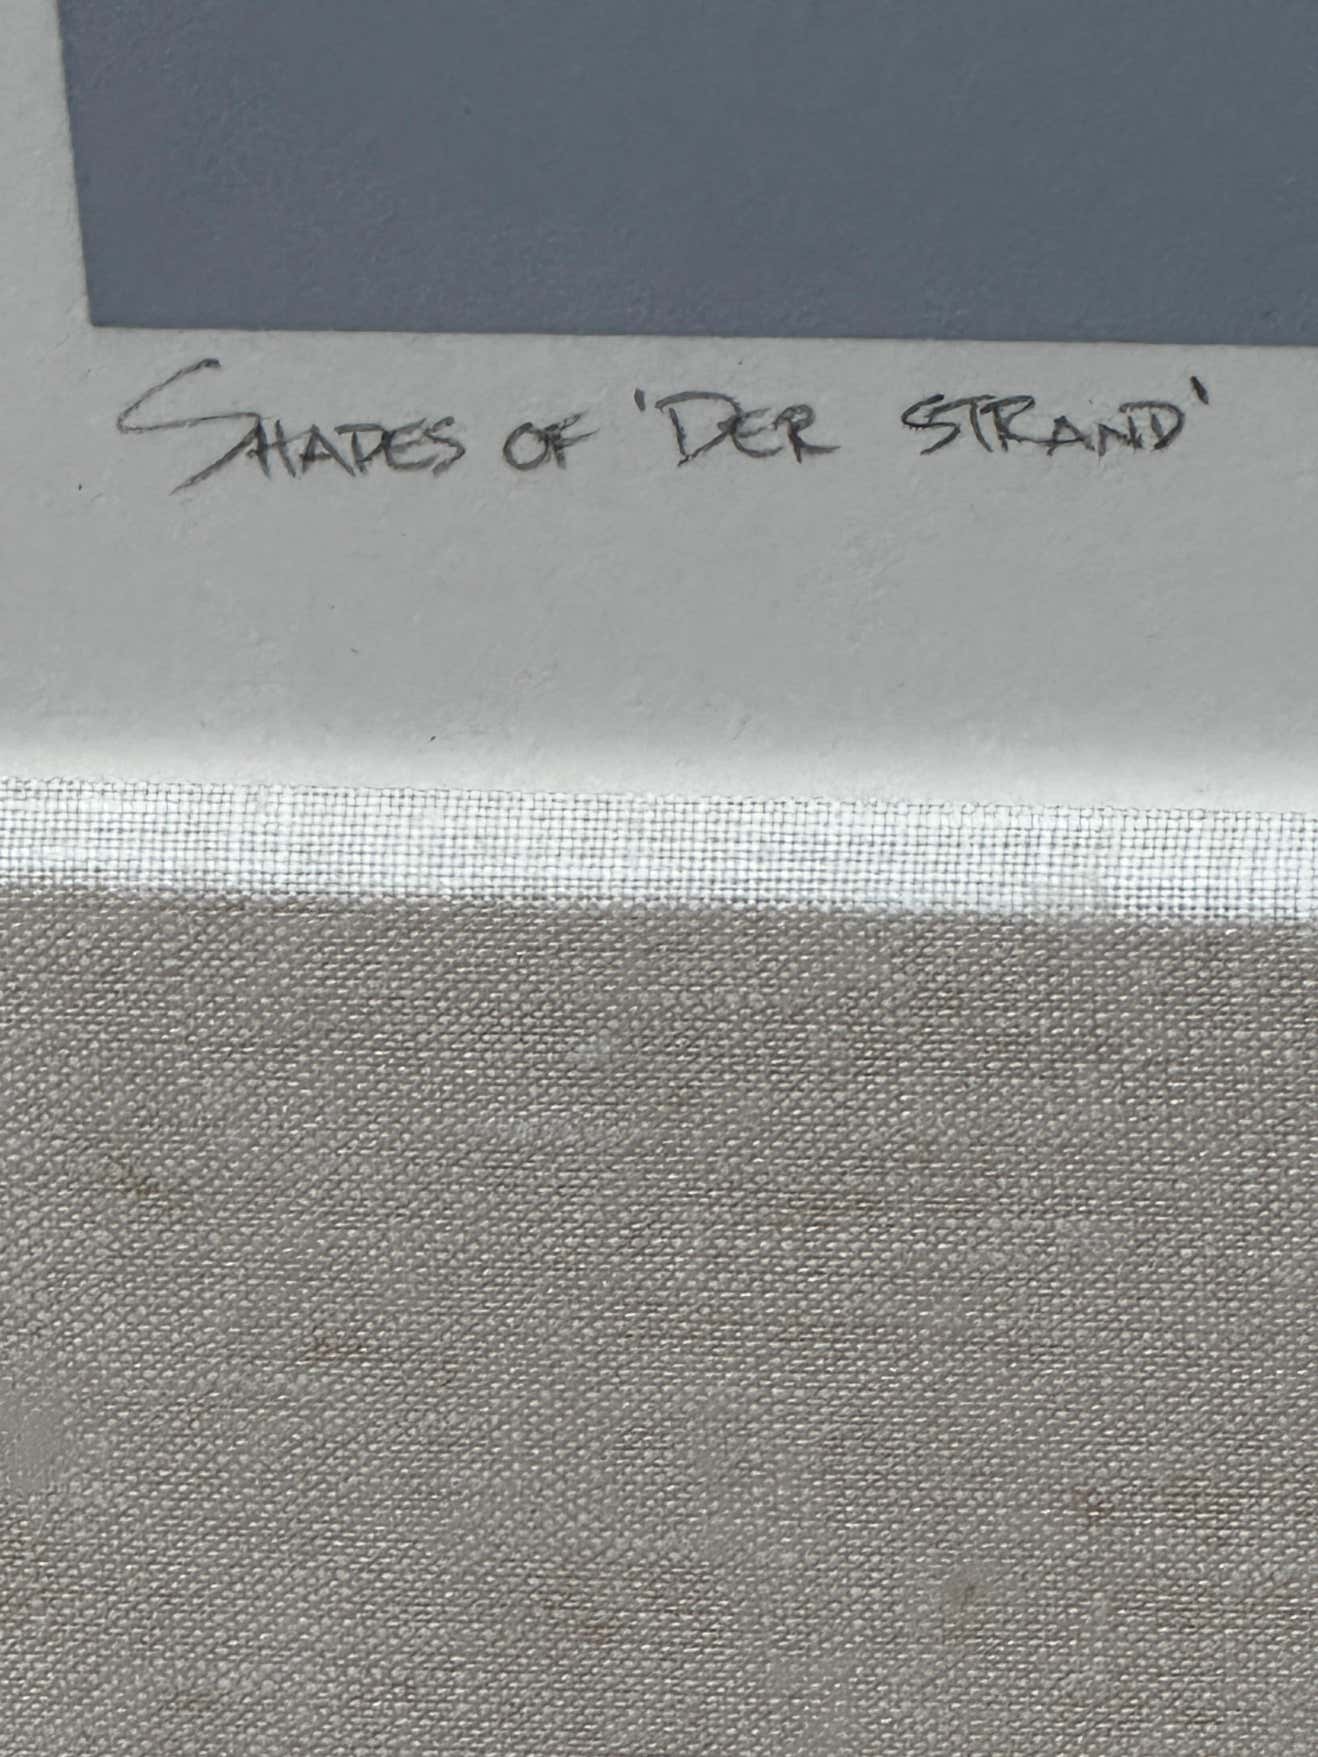 SHADES OF 'DER STRAND'